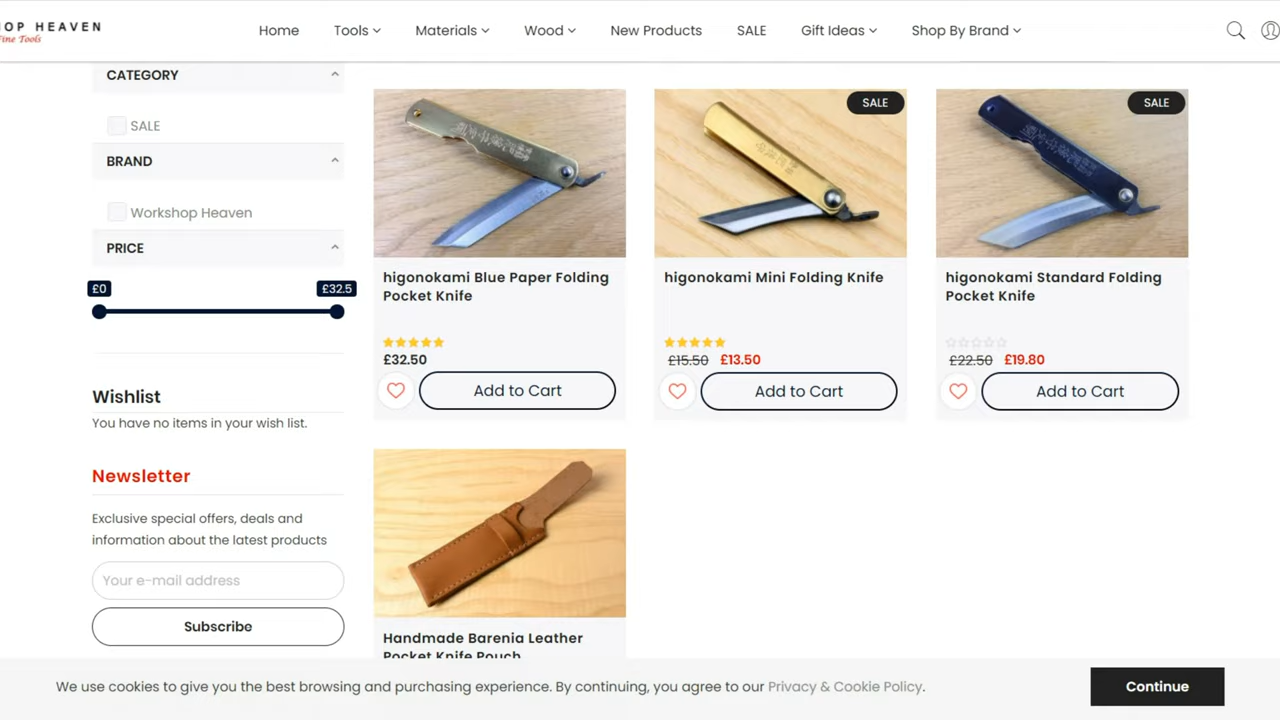 OP HEAVEN
Fine Tools
Home
Tools
Materials
Wood
New Products
SALE
Gift Ideas
Shop By Brand
CATEGORY
SALE
BRAND
Workshop Heaven
PRICE
£0
£32.5
Wishlist
You have no items in your wish list.
Newsletter
Exclusive special offers, deals and
information about the latest products
Your e-mail address
Subscribe
higonokami Blue Paper Folding
Pocket Knife
£32.50
Add to Cart
SALE
higonokami Mini Folding Knife
£15.50 £13.50
Add to Cart
SALE
higonokami Standard Folding
Pocket Knife
£22.50 £19.80
Add to Cart
Handmade Barenia Leather
Pocket Knife Pouch
We use cookies to give you the best browsing and purchasing experience. By continuing, you agree to our Privacy & Cookie Policy.
Continue